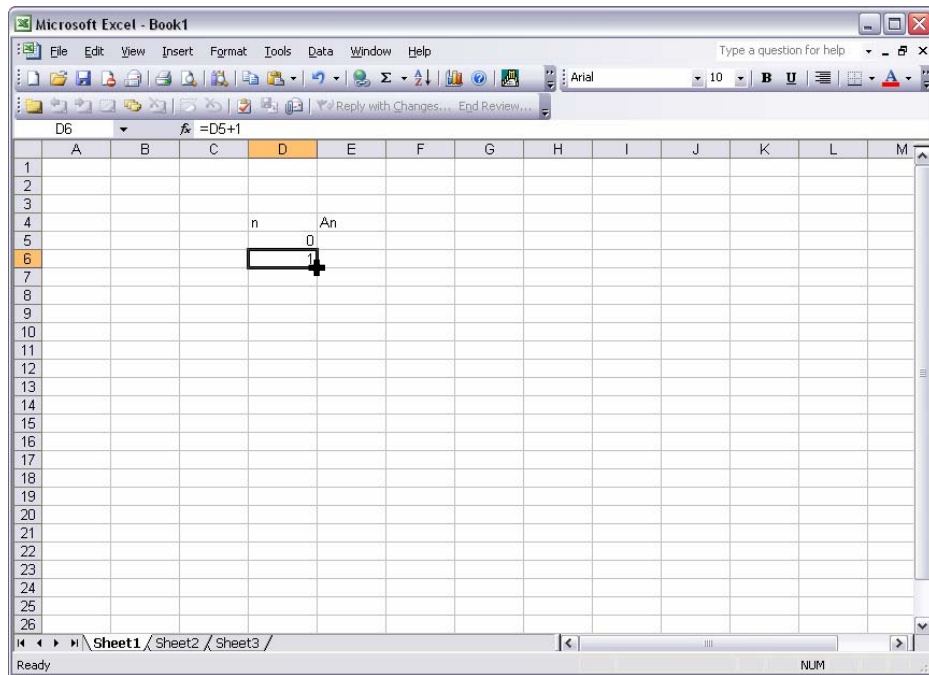 Microsoft Excel - Book1
File Edit View Insert Format Tools Data Window Help Type a question for help
Arial 10 B U A
Reply with Changes... End Review...
D6 fx =D5+1
A B C D E F G H I J K L M
1
2
3
4 n An
5 0
6 1
7
8
9
10
11
12
13
14
15
16
17
18
19
20
21
22
23
24
25
26
Sheet1 / Sheet2 / Sheet3 /
Ready NUM